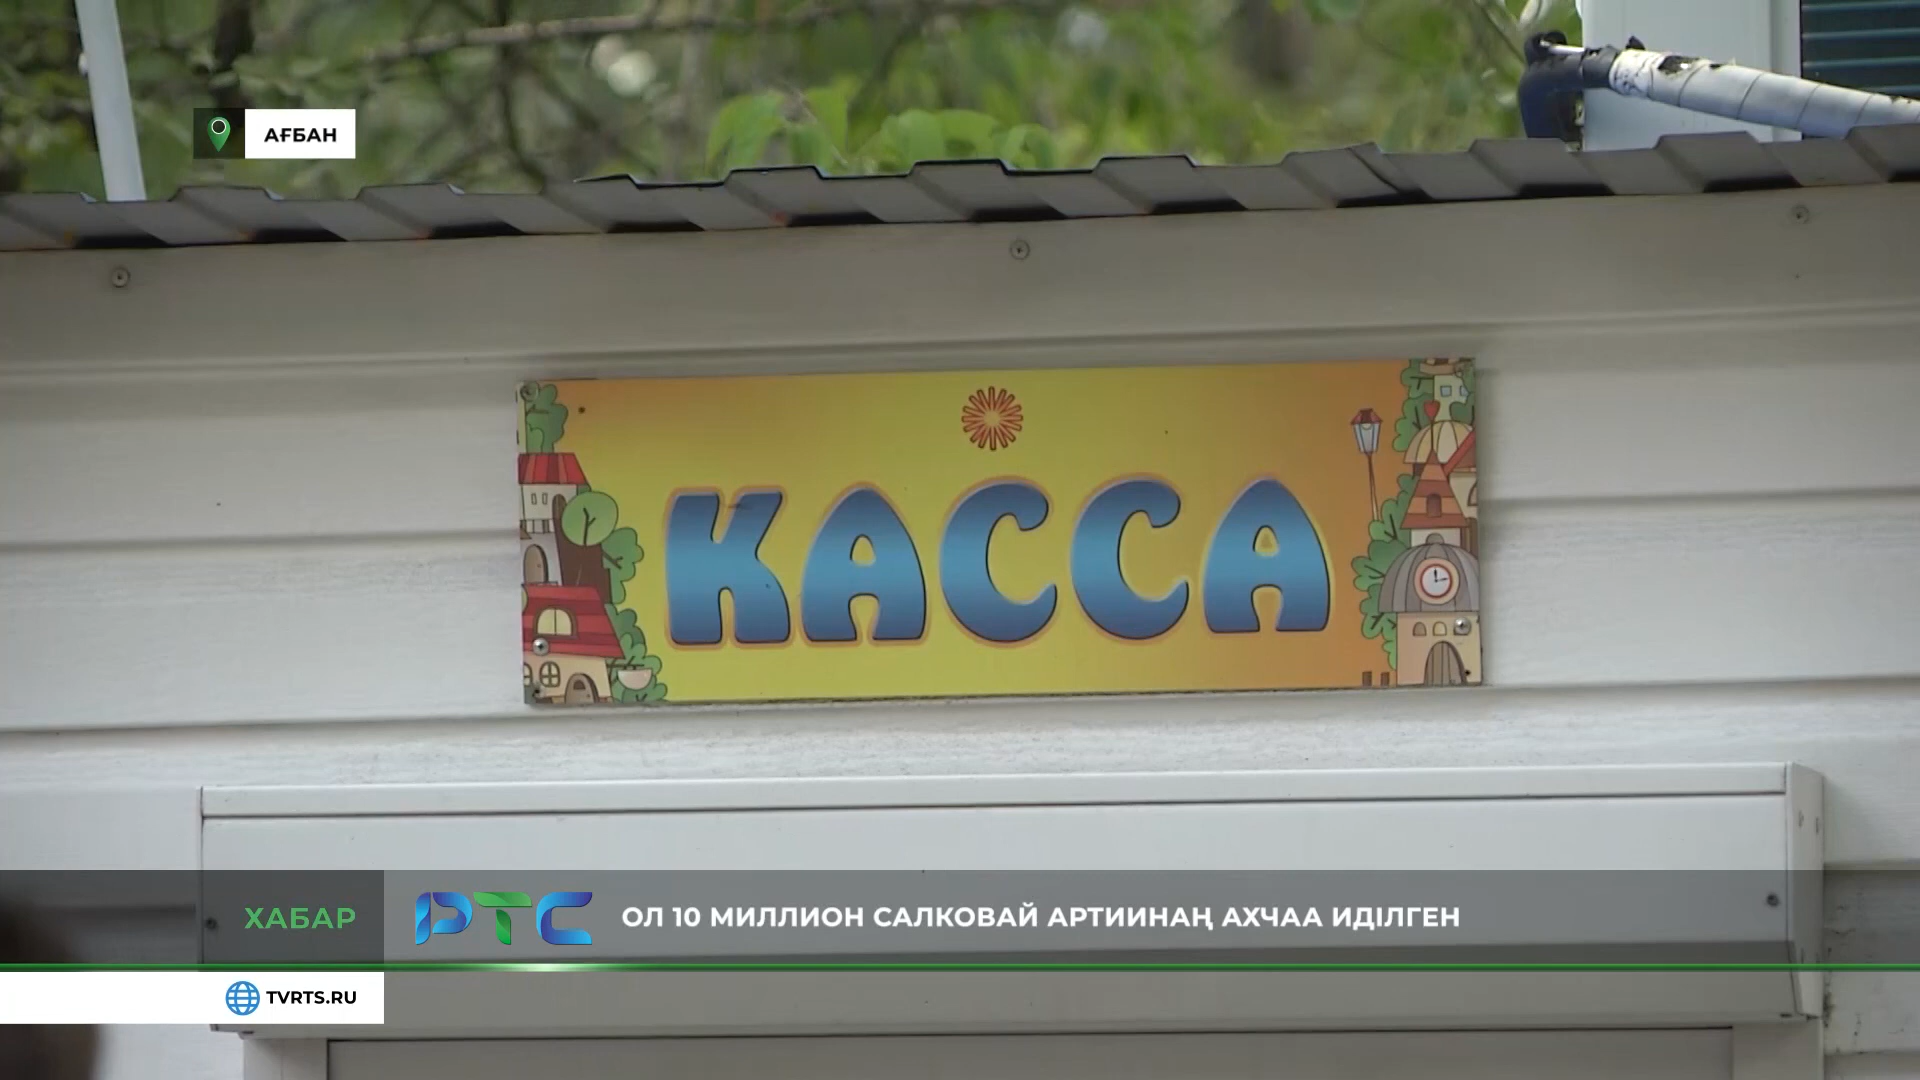 АҒБАН
КАССА
ХАБАР
РТС
ОЛ 10 МИЛЛИОН САЛКОВАЙ АРТИИНАҢ АХЧАА ИДІЛГЕН
TVRTS.RU